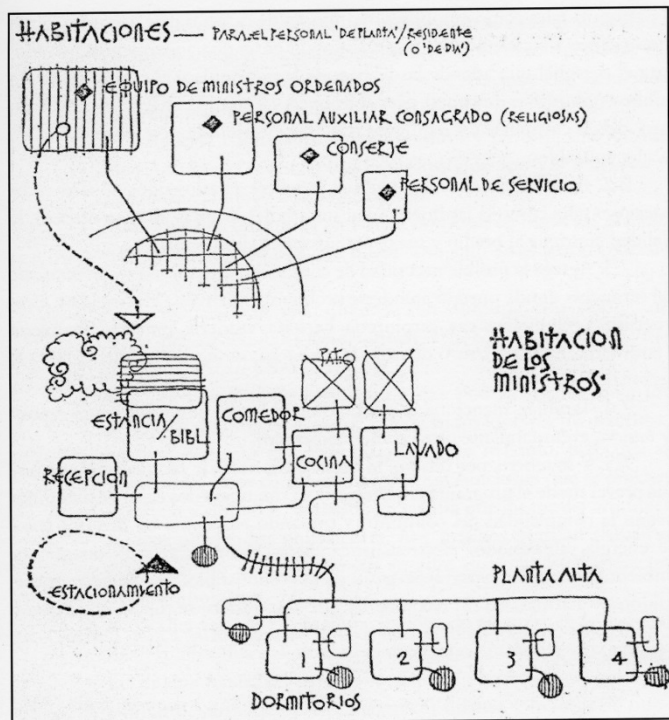 HABITACIONES — PARA EL PERSONAL 'DE PLANTA'/RESIDENTE
(O 'DE DIA')
EQUIPO DE MINISTROS ORDENADOS
PERSONAL AUXILIAR CONSAGRADO (RELIGIOSAS)
CONSERJE
PERSONAL DE SERVICIO
HABITACION
DE LOS
MINISTROS
PATIO
ESTANCIA
/ BIBL
COMEDOR
COCINA
LAVADO
RECEPCION
ESTACIONAMIENTO
PLANTA ALTA
1
2
3
4
DORMITORIOS